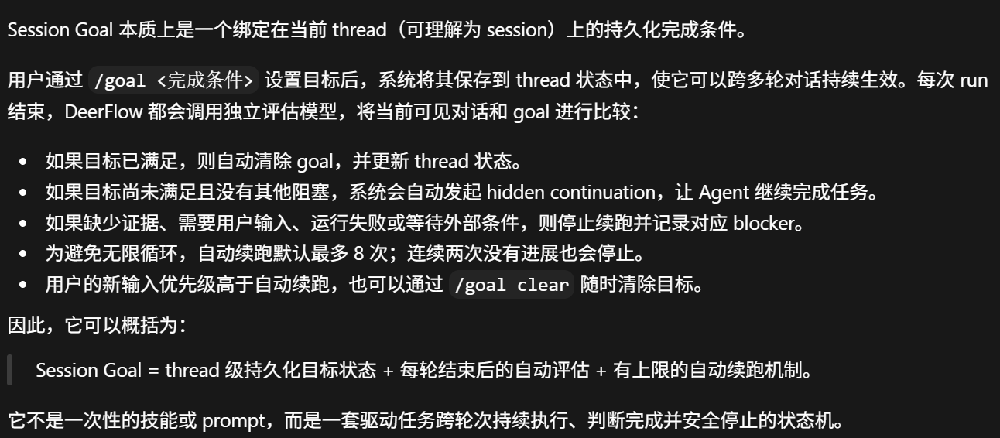 Session Goal 本质上是一个绑定在当前 thread（可理解为 session）上的持久化完成条件。
用户通过 /goal <完成条件> 设置目标后，系统将其保存到 thread 状态中，使它可以跨多轮对话持续生效。每次 run
结束，DeerFlow 都会调用独立评估模型，将当前可见对话和 goal 进行比较：
• 如果目标已满足，则自动清除 goal，并更新 thread 状态。
• 如果目标尚未满足且没有其他阻塞，系统会自动发起 hidden continuation，让 Agent 继续完成任务。
• 如果缺少证据、需要用户输入、运行失败或等待外部条件，则停止续跑并记录对应 blocker。
• 为避免无限循环，自动续跑默认最多 8 次；连续两次没有进展也会停止。
• 用户的新输入优先级高于自动续跑，也可以通过 /goal clear 随时清除目标。
因此，它可以概括为：
Session Goal = thread 级持久化目标状态 + 每轮结束后的自动评估 + 有上限的自动续跑机制。
它不是一次性的技能或 prompt，而是一套驱动任务跨轮次持续执行、判断完成并安全停止的状态机。